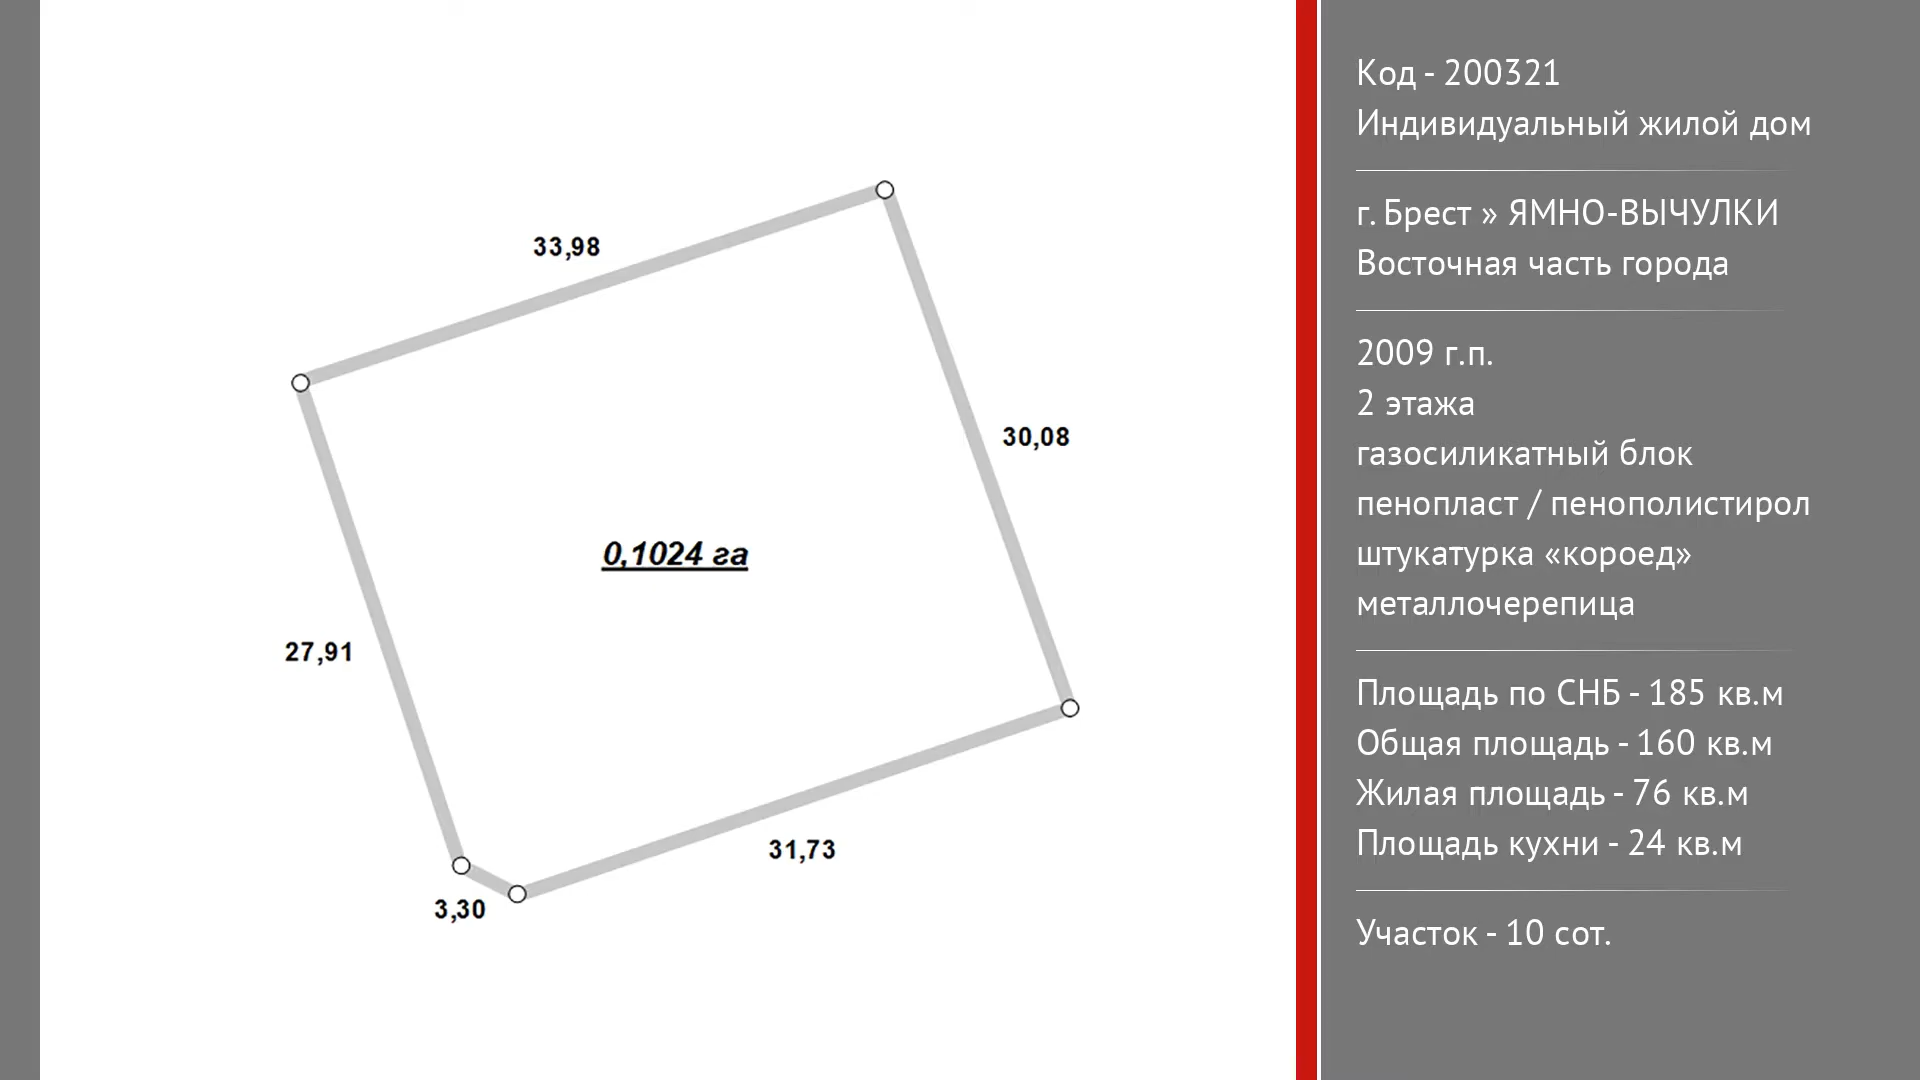 33,98
30,08
0,1024 га
27,91
31,73
3,30
Код - 200321
Индивидуальный жилой дом
г. Брест » ЯМНО-ВЫЧУЛКИ
Восточная часть города
2009 г.п.
2 этажа
газосиликатный блок
пенопласт / пенополистирол
штукатурка «короед»
металлочерепица
Площадь по СНБ - 185 кв.м
Общая площадь - 160 кв.м
Жилая площадь - 76 кв.м
Площадь кухни - 24 кв.м
Участок - 10 сот.